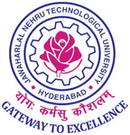 JAWAHARLAL NEHRU TECHNOLOGICAL UNIVERSITY
HYDERABAD
योगः कर्मसु कौशलम्
GATEWAY TO EXCELLENCE